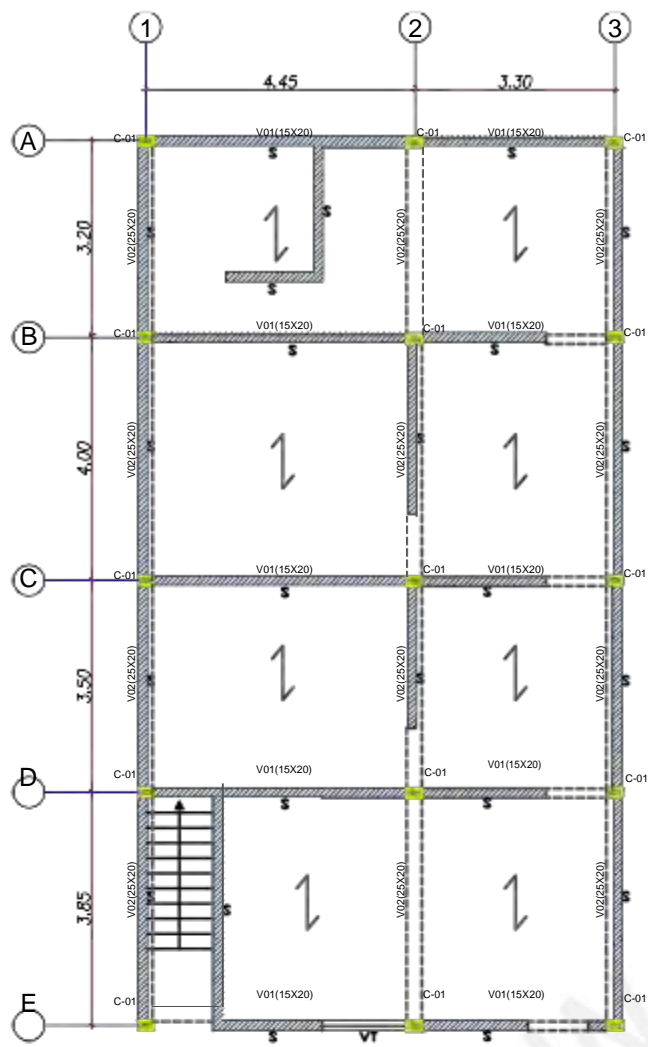 1 2 3
4.45 3.30
C-01 V01(15X20) C-01 V01(15X20) C-01
A
S S
S
3.20 V02(25X20) S V02(25X20) V02(25X20) S
S
C-01 V01(15X20) C-01 V01(15X20) C-01
B
S S
4.00 V02(25X20) S V02(25X20) S V02(25X20) S
C-01 V01(15X20) C-01 V01(15X20) C-01
C
S S
3.50 V02(25X20) S V02(25X20) S V02(25X20) S
C-01 V01(15X20) C-01 V01(15X20) C-01
D
S S
3.85 V02(25X20) S S V02(25X20) V02(25X20) S
C-01 V01(15X20) C-01 V01(15X20) C-01
E
S VT S